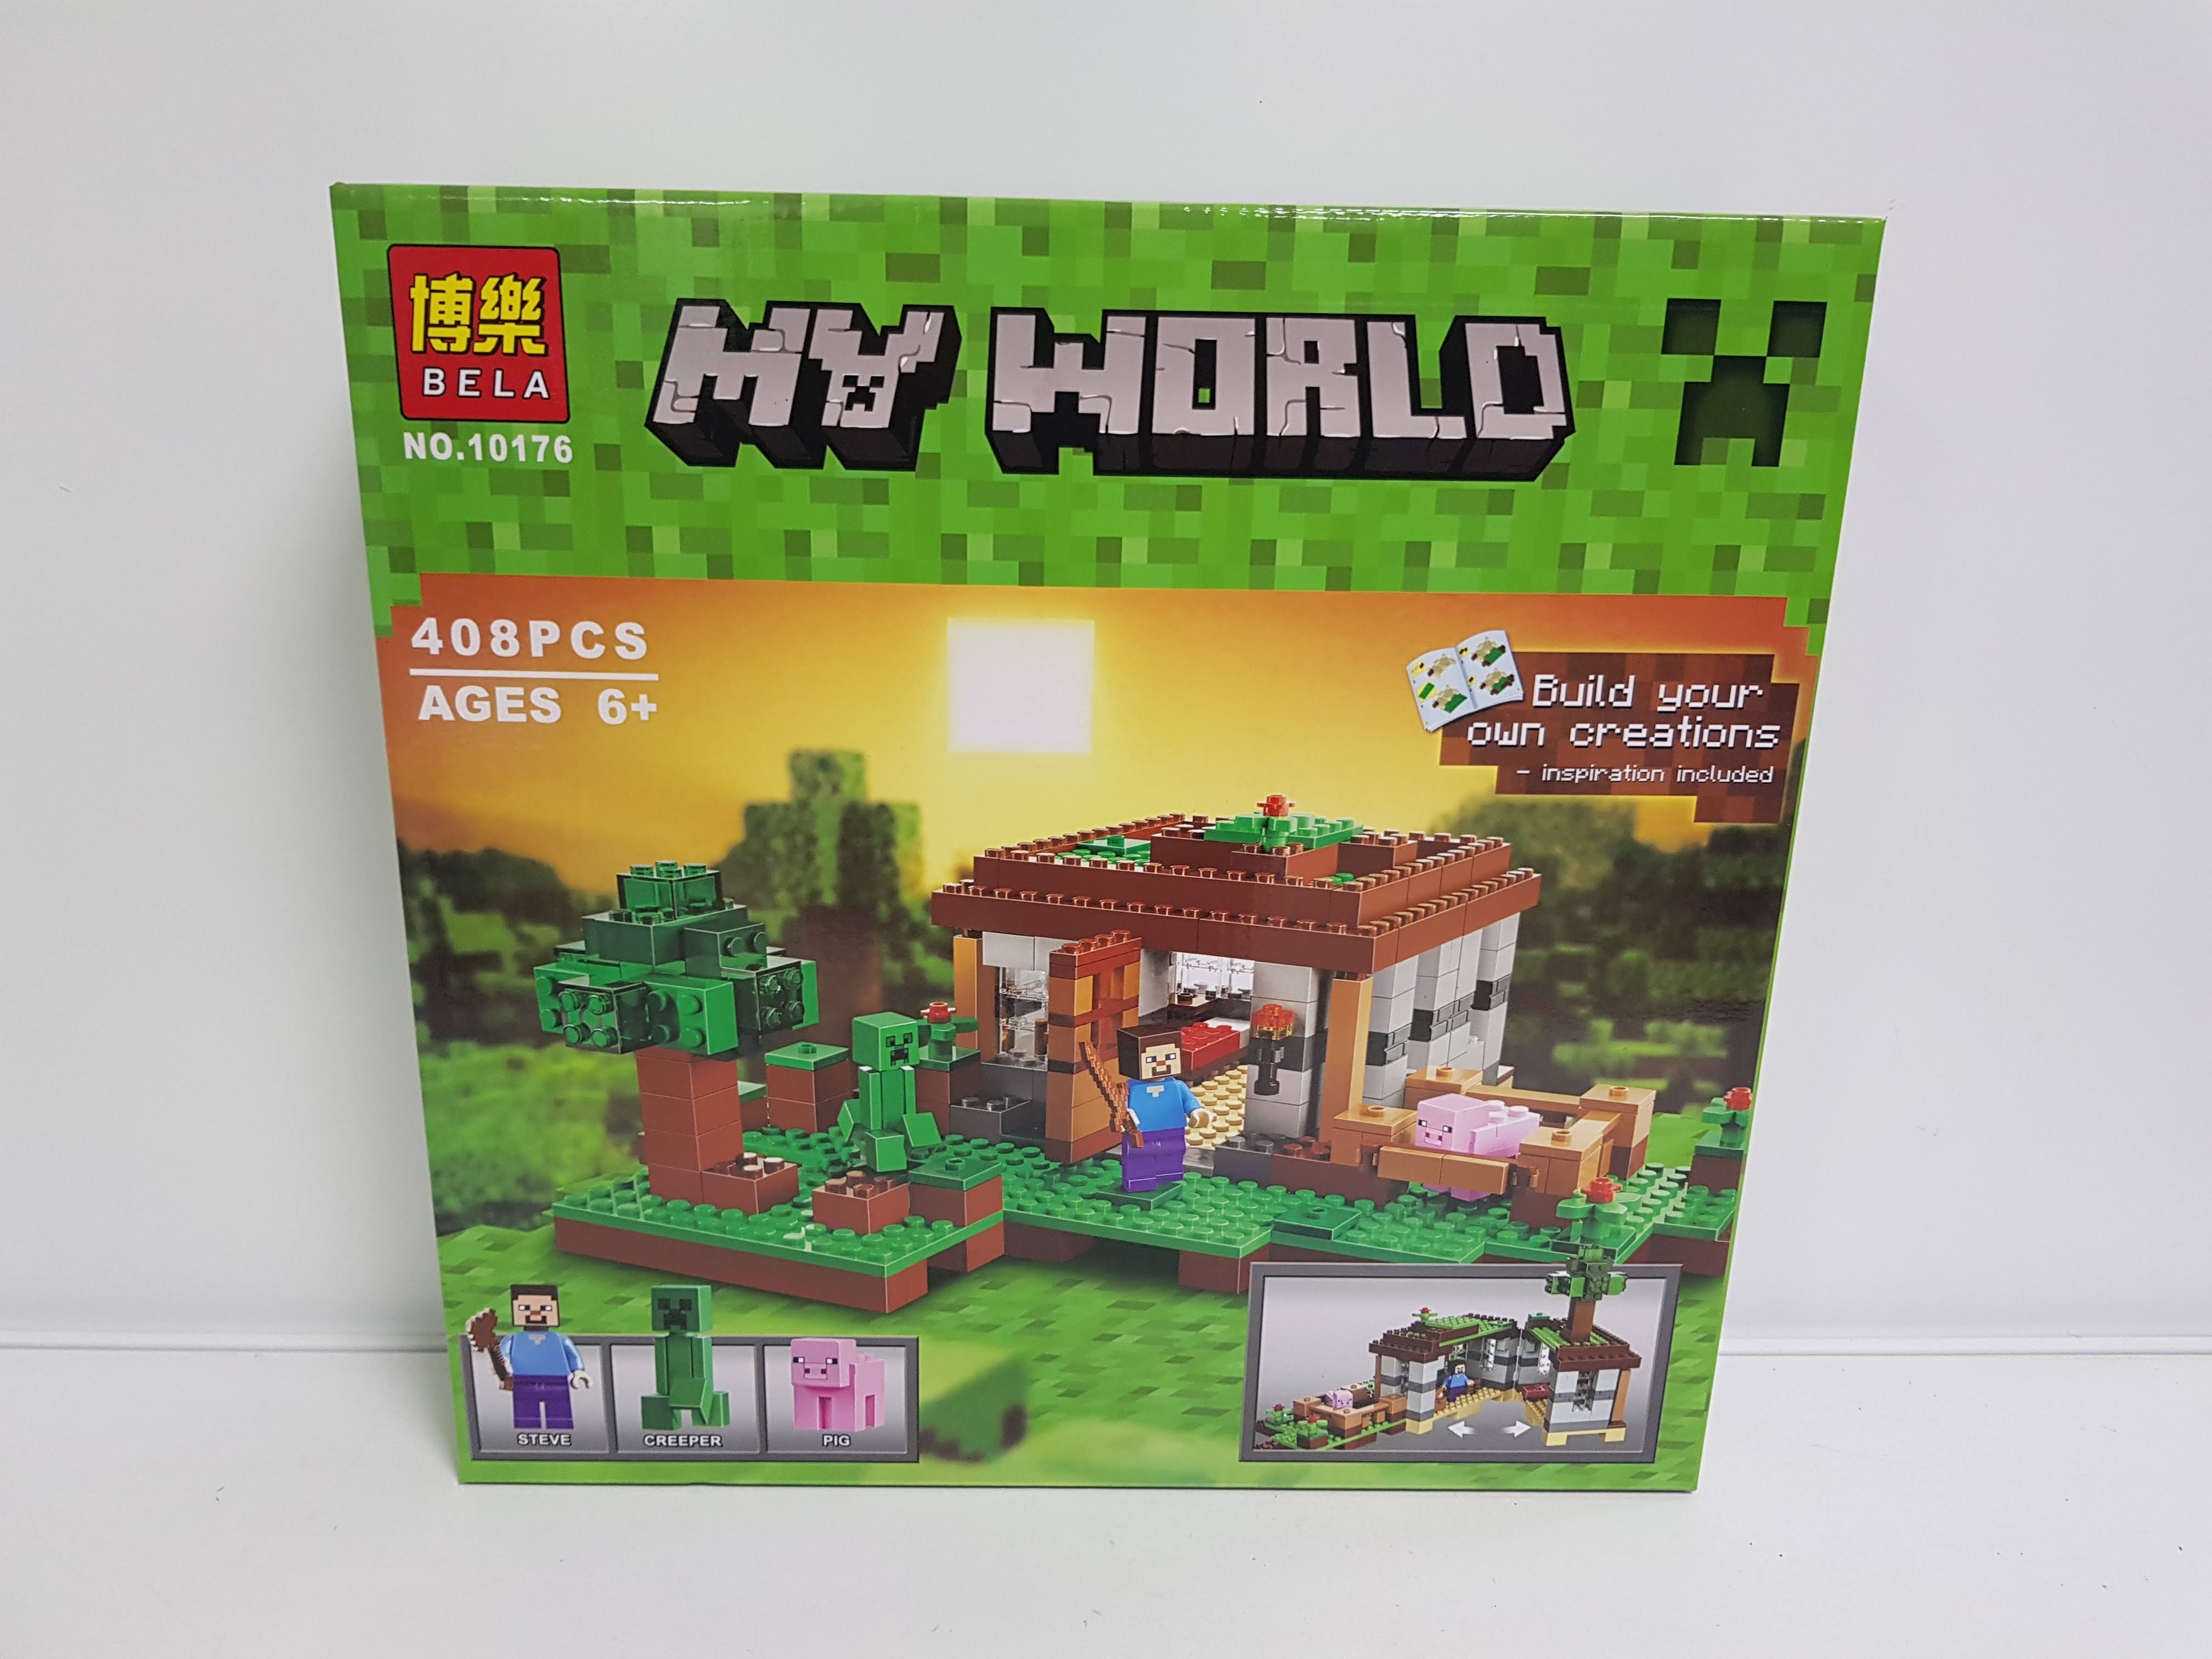 博樂
BELA
NO.10176
MY WORLD
408PCS
AGES 6+
Build your
own creations
- inspiration included
STEVE
CREEPER
PIG